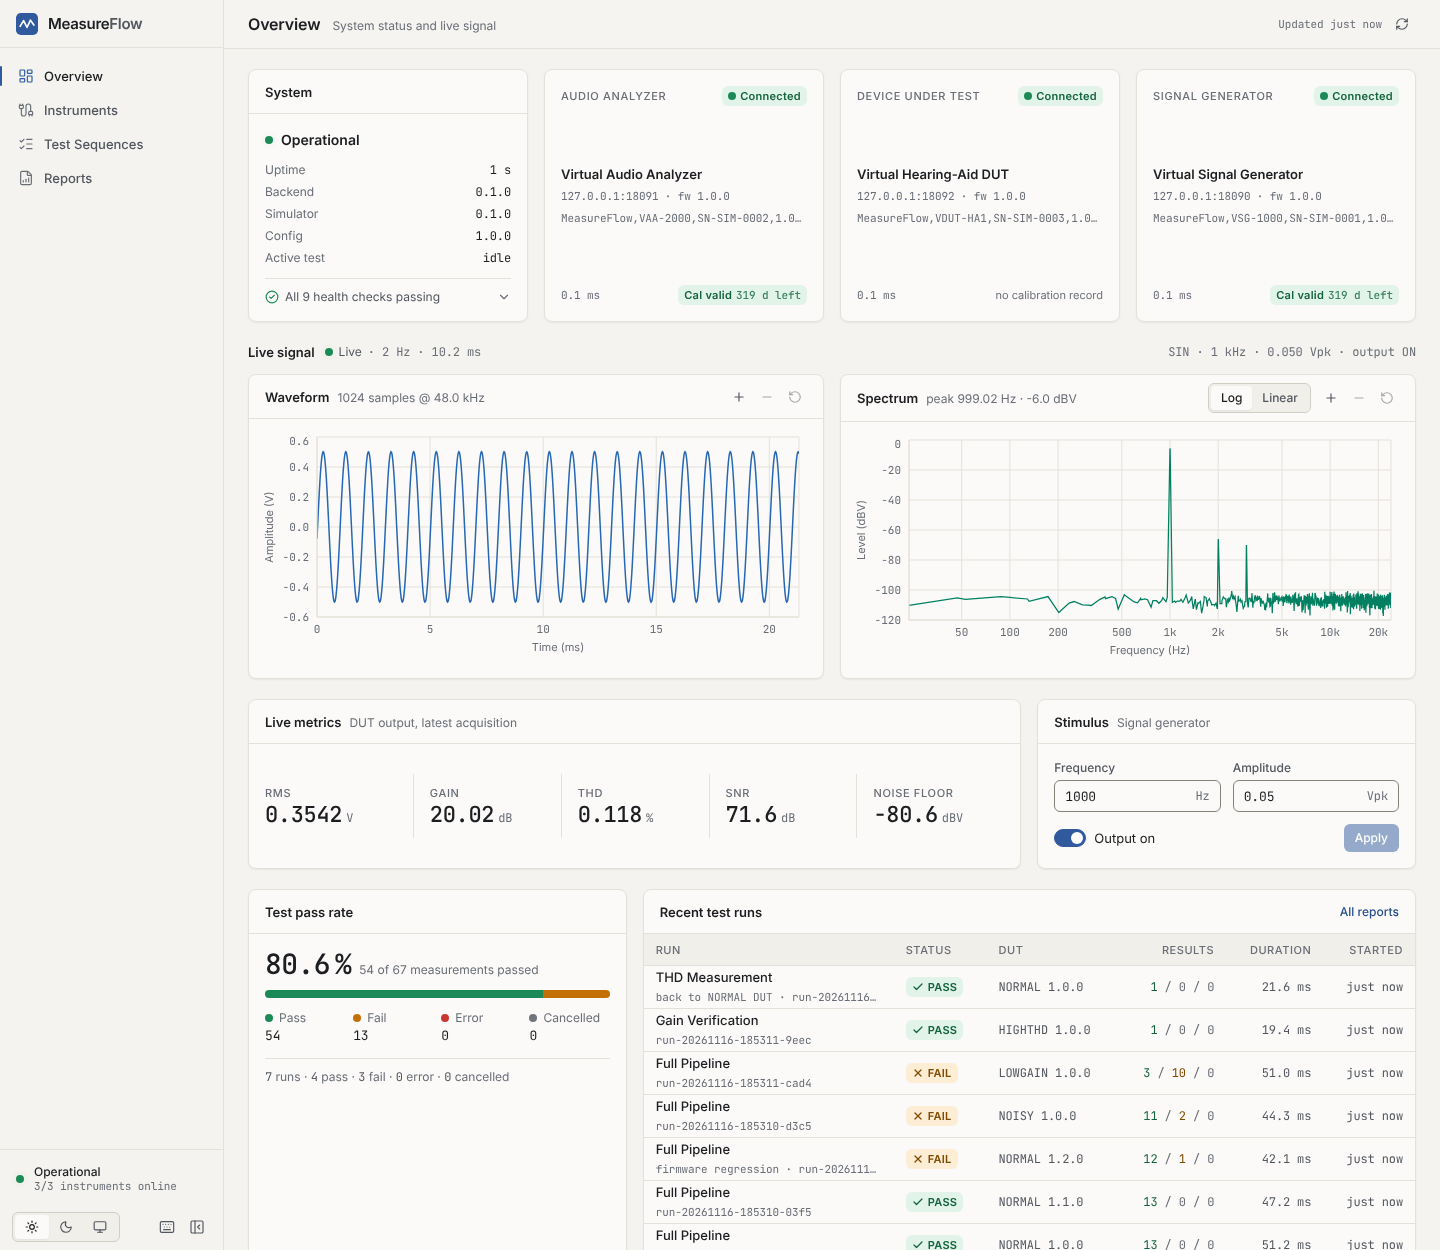 MeasureFlow
Overview
Instruments
Test Sequences
Reports
Operational
3/3 instruments online
Overview System status and live signal
Updated just now
System
Operational
Uptime 1 s
Backend 0.1.0
Simulator 0.1.0
Config 1.0.0
Active test idle
All 9 health checks passing
AUDIO ANALYZER Connected
Virtual Audio Analyzer
127.0.0.1:18091 · fw 1.0.0
MeasureFlow,VAA-2000,SN-SIM-0002,1.0…
0.1 ms Cal valid 319 d left
DEVICE UNDER TEST Connected
Virtual Hearing-Aid DUT
127.0.0.1:18092 · fw 1.0.0
MeasureFlow,VDUT-HA1,SN-SIM-0003,1.0…
0.1 ms no calibration record
SIGNAL GENERATOR Connected
Virtual Signal Generator
127.0.0.1:18090 · fw 1.0.0
MeasureFlow,VSG-1000,SN-SIM-0001,1.0…
0.1 ms Cal valid 319 d left
Live signal Live · 2 Hz · 10.2 ms
SIN · 1 kHz · 0.050 Vpk · output ON
Waveform 1024 samples @ 48.0 kHz
Amplitude (V)
0.6
0.4
0.2
0.0
-0.2
-0.4
-0.6
0 5 10 15 20
Time (ms)
Spectrum peak 999.02 Hz · -6.0 dBV
Log Linear
Level (dBV)
0
-20
-40
-60
-80
-100
-120
50 100 200 500 1k 2k 5k 10k 20k
Frequency (Hz)
Live metrics DUT output, latest acquisition
RMS
0.3542 V
GAIN
20.02 dB
THD
0.118 %
SNR
71.6 dB
NOISE FLOOR
-80.6 dBV
Stimulus Signal generator
Frequency
1000 Hz
Amplitude
0.05 Vpk
Output on
Apply
Test pass rate
80.6% 54 of 67 measurements passed
Pass Fail Error Cancelled
54 13 0 0
7 runs · 4 pass · 3 fail · 0 error · 0 cancelled
Recent test runs
All reports
RUN STATUS DUT RESULTS DURATION STARTED
THD Measurement
back to NORMAL DUT · run-20261116…
PASS NORMAL 1.0.0 1 / 0 / 0 21.6 ms just now
Gain Verification
run-20261116-185311-9eec
PASS HIGHTHD 1.0.0 1 / 0 / 0 19.4 ms just now
Full Pipeline
run-20261116-185311-cad4
FAIL LOWGAIN 1.0.0 3 / 10 / 0 51.0 ms just now
Full Pipeline
run-20261116-185310-d3c5
FAIL NOISY 1.0.0 11 / 2 / 0 44.3 ms just now
Full Pipeline
firmware regression · run-2026111…
FAIL NORMAL 1.2.0 12 / 1 / 0 42.1 ms just now
Full Pipeline
run-20261116-185310-03f5
PASS NORMAL 1.1.0 13 / 0 / 0 47.2 ms just now
Full Pipeline
PASS NORMAL 1.0.0 13 / 0 / 0 51.2 ms just now